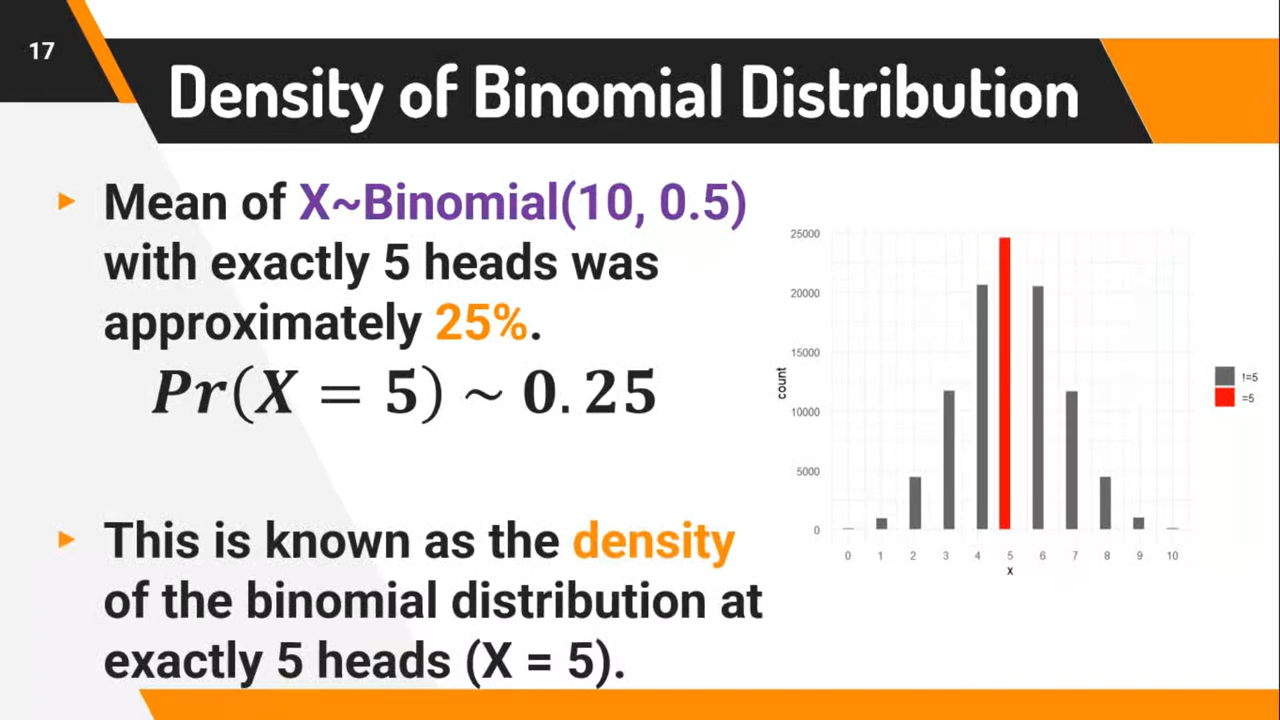 17
Density of Binomial Distribution
▸ Mean of X~Binomial(10, 0.5)
with exactly 5 heads was
approximately 25%.
Pr(X = 5) ~ 0.25
▸ This is known as the density
of the binomial distribution at
exactly 5 heads (X = 5).
25000
20000
15000
10000
5000
0
count
0 1 2 3 4 5 6 7 8 9 10
x
!=5
=5